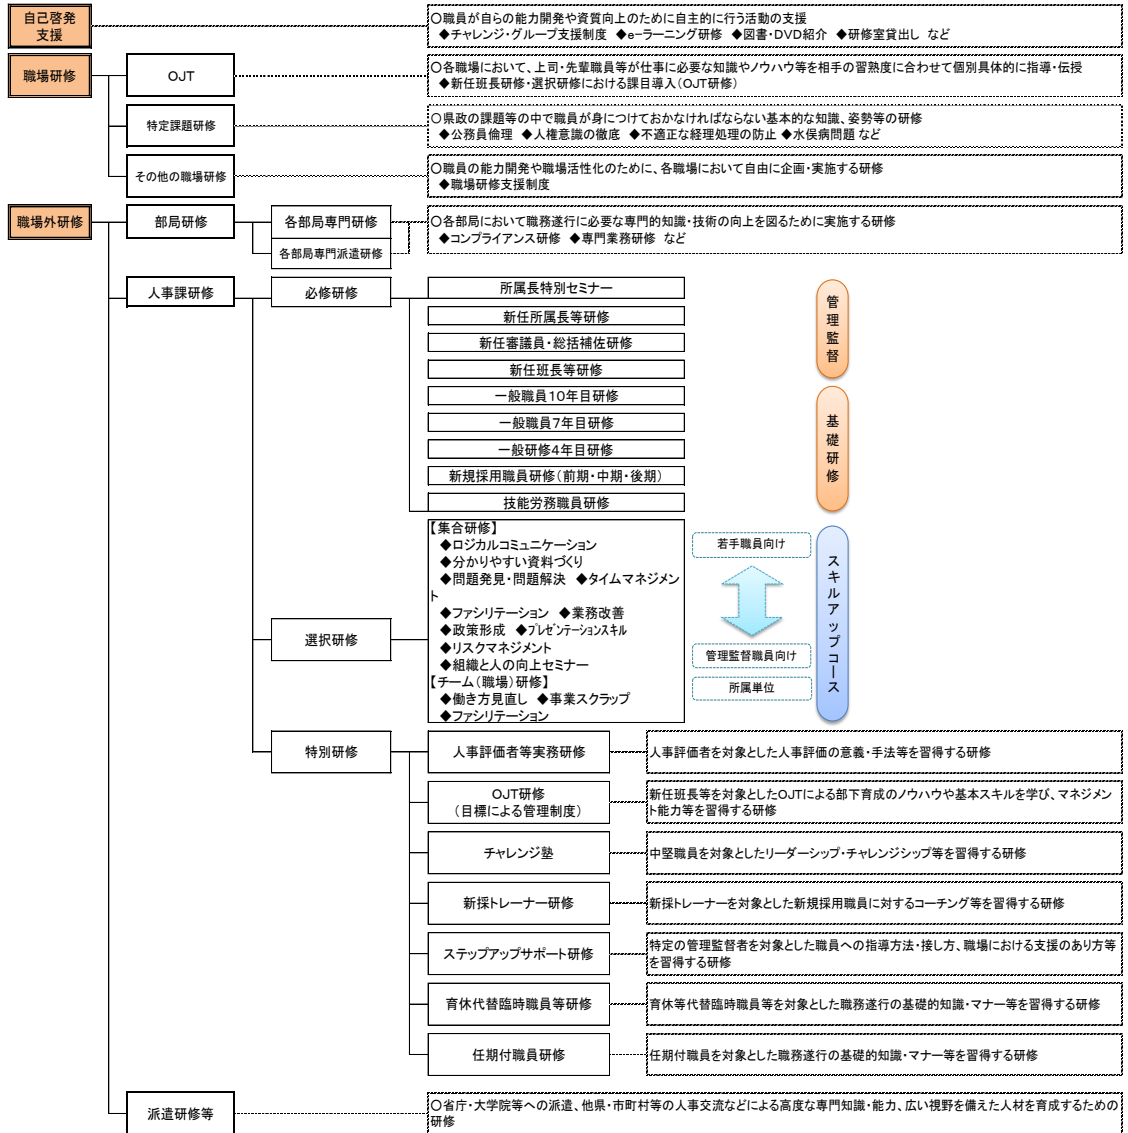 自己啓発
支援
○職員が自らの能力開発や資質向上のために自主的に行う活動の支援
◆チャレンジ・グループ支援制度 ◆e-ラーニング研修 ◆図書・DVD紹介 ◆研修室貸出し など
職場研修
OJT
○各職場において、上司・先輩職員等が仕事に必要な知識やノウハウ等を相手の習熟度に合わせて個別具体的に指導・伝授
◆新任班長研修・選択研修における課目導入(OJT研修)
特定課題研修
○県政の課題等の中で職員が身につけておかなければならない基本的な知識、姿勢等の研修
◆公務員倫理 ◆人権意識の徹底 ◆不適正な経理処理の防止 ◆水俣病問題 など
その他の職場研修
○職員の能力開発や職場活性化のために、各職場において自由に企画・実施する研修
◆職場研修支援制度
職場外研修
部局研修
各部局専門研修
各部局専門派遣研修
○各部局において職務遂行に必要な専門的知識・技術の向上を図るために実施する研修
◆コンプライアンス研修 ◆専門業務研修 など
人事課研修
必修研修
所属長特別セミナー
新任所属長等研修
新任審議員・総括補佐研修
新任班長等研修
一般職員10年目研修
一般職員7年目研修
一般研修4年目研修
新規採用職員研修(前期・中期・後期)
技能労務職員研修
管理監督
基礎研修
選択研修
【集合研修】
◆ロジカルコミュニケーション
◆分かりやすい資料づくり
◆問題発見・問題解決 ◆タイムマネジメン
ト
◆ファシリテーション ◆業務改善
◆政策形成 ◆プレゼンテーションスキル
◆リスクマネジメント
◆組織と人の向上セミナー
【チーム(職場)研修】
◆働き方見直し ◆事業スクラップ
◆ファシリテーション
若手職員向け
管理監督職員向け
所属単位
スキルアップコース
特別研修
人事評価者等実務研修
人事評価者を対象とした人事評価の意義・手法等を習得する研修
OJT研修
(目標による管理制度)
新任班長等を対象としたOJTによる部下育成のノウハウや基本スキルを学び、マネジメン
ト能力等を習得する研修
チャレンジ塾
中堅職員を対象としたリーダーシップ・チャレンジシップ等を習得する研修
新採トレーナー研修
新採トレーナーを対象とした新規採用職員に対するコーチング等を習得する研修
ステップアップサポート研修
特定の管理監督者を対象とした職員への指導方法・接し方、職場における支援のあり方等
を習得する研修
育休代替臨時職員等研修
育休等代替臨時職員等を対象とした職務遂行の基礎的知識・マナー等を習得する研修
任期付職員研修
任期付職員を対象とした職務遂行の基礎的知識・マナー等を習得する研修
派遣研修等
○省庁・大学院等への派遣、他県・市町村等の人事交流などによる高度な専門知識・能力、広い視野を備えた人材を育成するための
研修